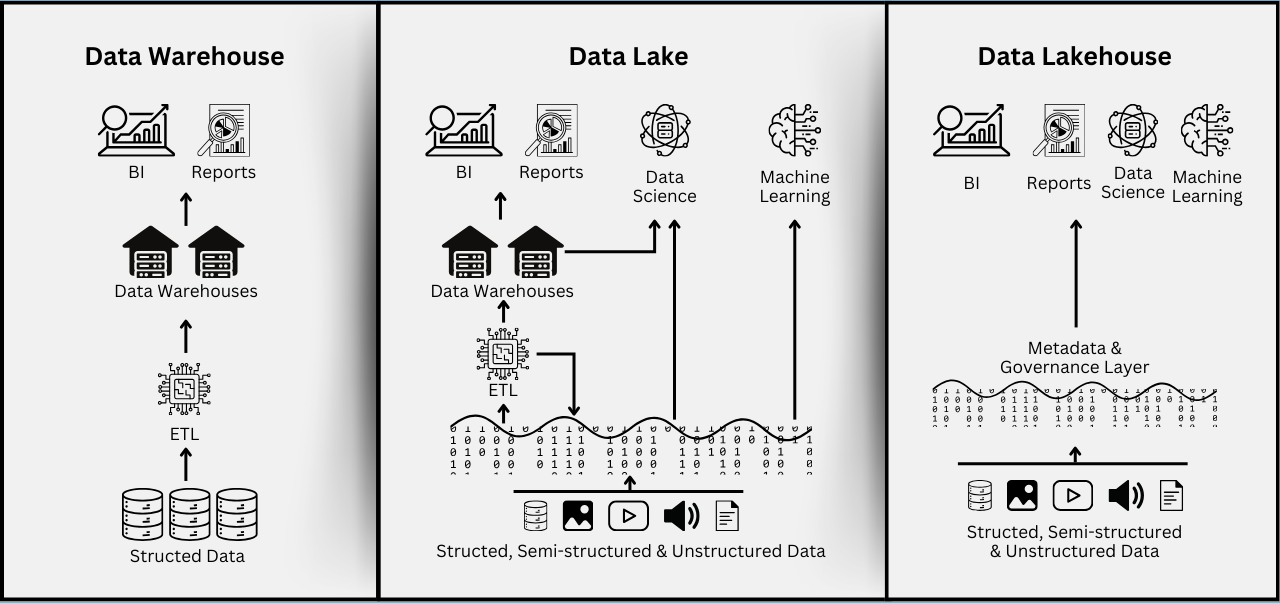 Data Warehouse
BI
Reports
Data Warehouses
ETL
Structed Data
Data Lake
BI
Reports
Data
Science
Machine
Learning
Data Warehouses
ETL
Structed, Semi-structured & Unstructured Data
Data Lakehouse
BI
Reports
Data
Science
Machine
Learning
Metadata &
Governance Layer
Structed, Semi-structured
& Unstructured Data